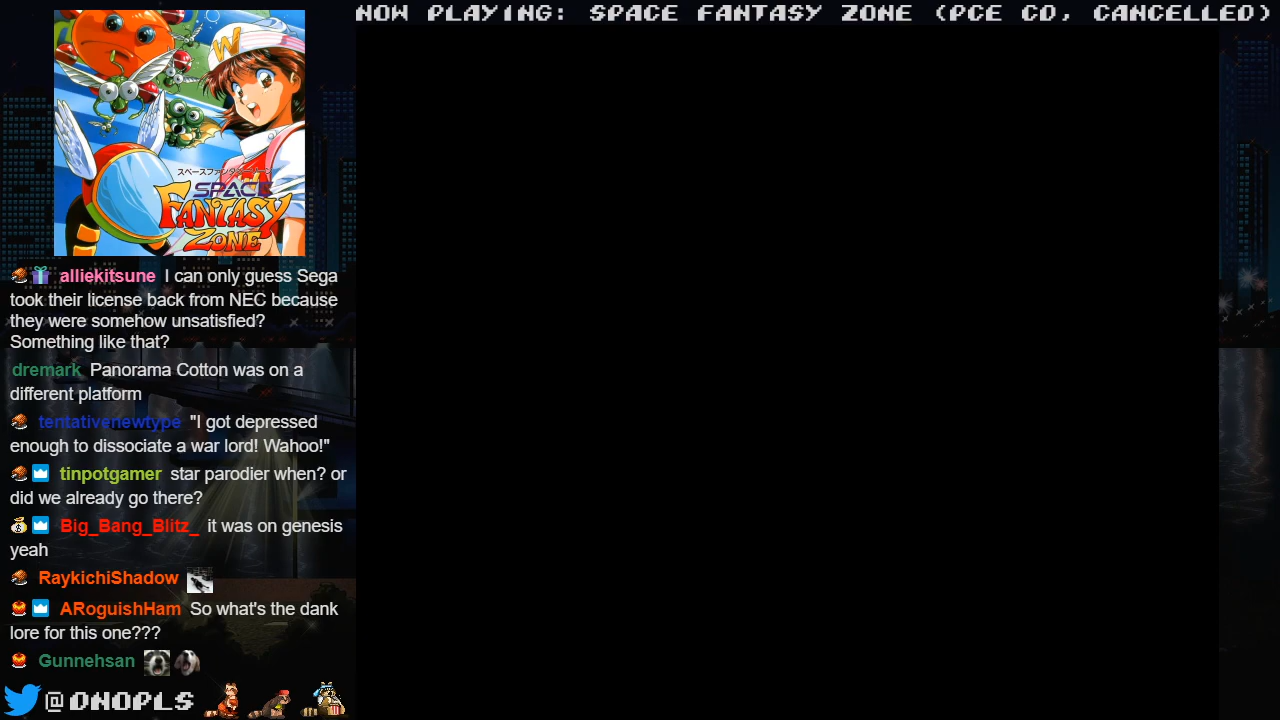 NOW PLAYING: SPACE FANTASY ZONE (PCE CD, CANCELLED)
W
スペースファンタジーゾーン
SPACE
FANTASY
ZONE
alliekitsune I can only guess Sega
took their license back from NEC because
they were somehow unsatisfied?
Something like that?
dremark Panorama Cotton was on a
different platform
tentativenewtype "I got depressed
enough to dissociate a war lord! Wahoo!"
tinpotgamer star parodier when? or
did we already go there?
Big_Bang_Blitz_ it was on genesis
yeah
RaykichiShadow
ARoguishHam So what's the dank
lore for this one???
Gunnehsan
@ONOPLS